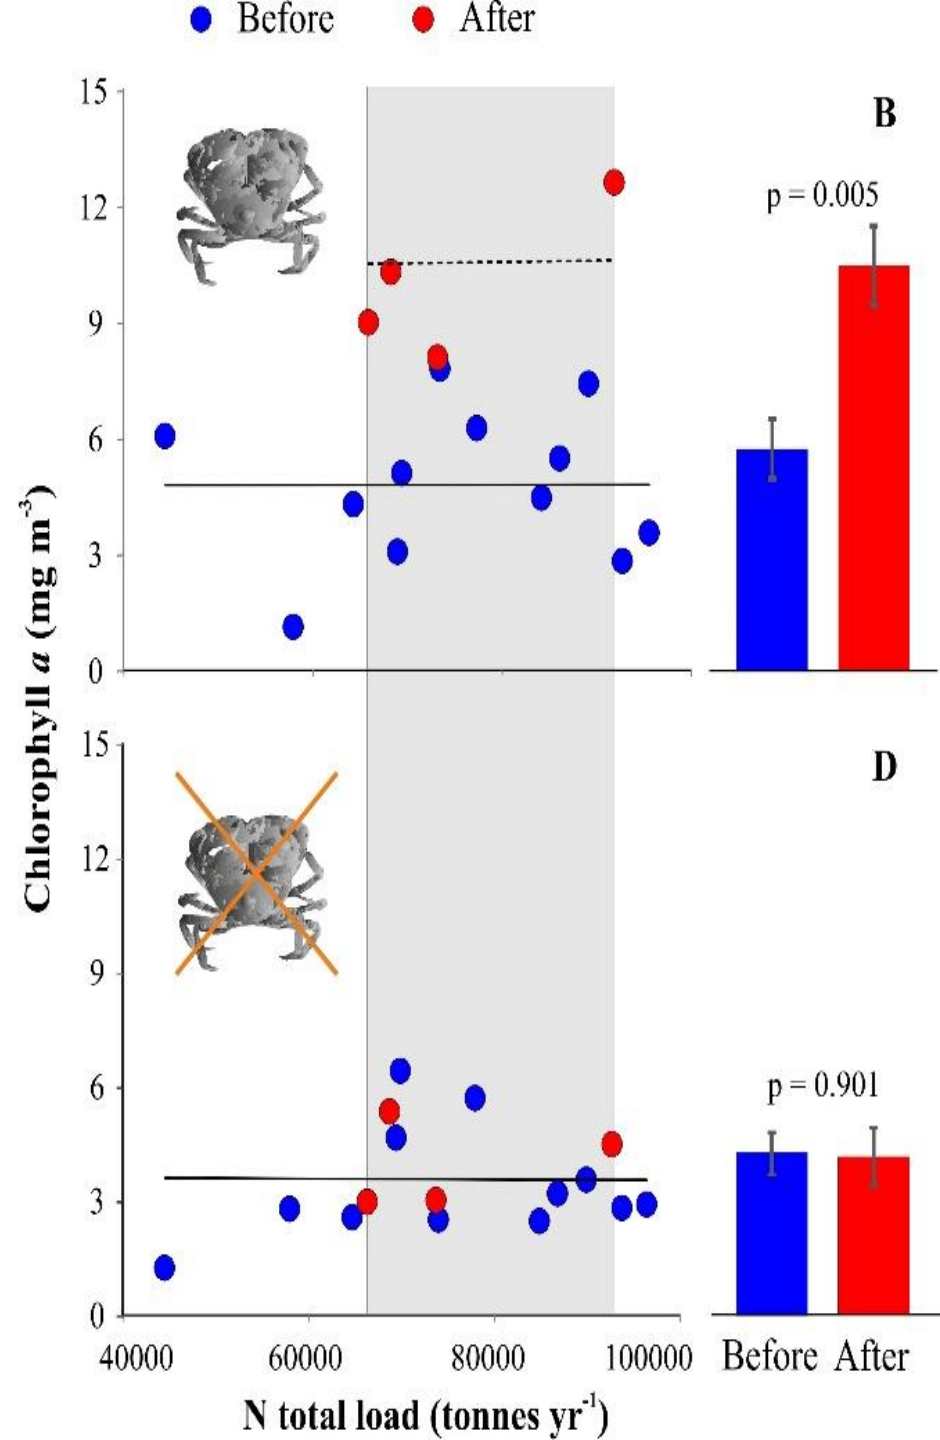 Before After
15
B
p = 0.005
12
9
6
3
0
Chlorophyll a (mg m-3)
15
D
12
9
6
p = 0.901
3
0
40000 60000 80000 100000
Before After
N total load (tonnes yr-1)